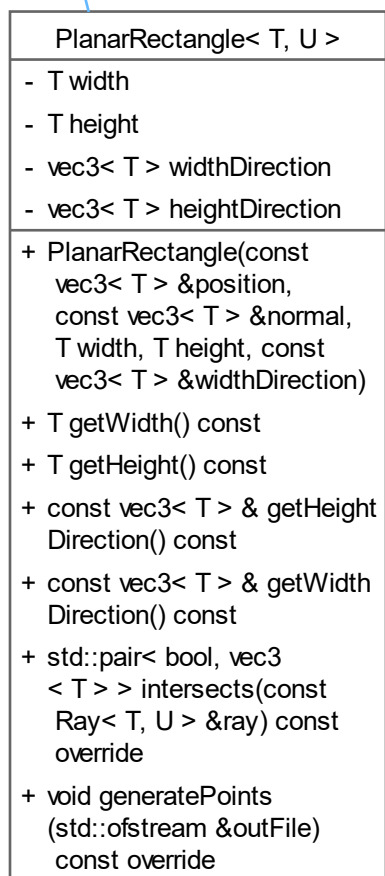 PlanarRectangle< T, U >
- T width
- T height
- vec3< T > widthDirection
- vec3< T > heightDirection
+ PlanarRectangle(const
vec3< T > &position,
const vec3< T > &normal,
T width, T height, const
vec3< T > &widthDirection)
+ T getWidth() const
+ T getHeight() const
+ const vec3< T > & getHeight
Direction() const
+ const vec3< T > & getWidth
Direction() const
+ std::pair< bool, vec3
< T > > intersects(const
Ray< T, U > &ray) const
override
+ void generatePoints
(std::ofstream &outFile)
const override